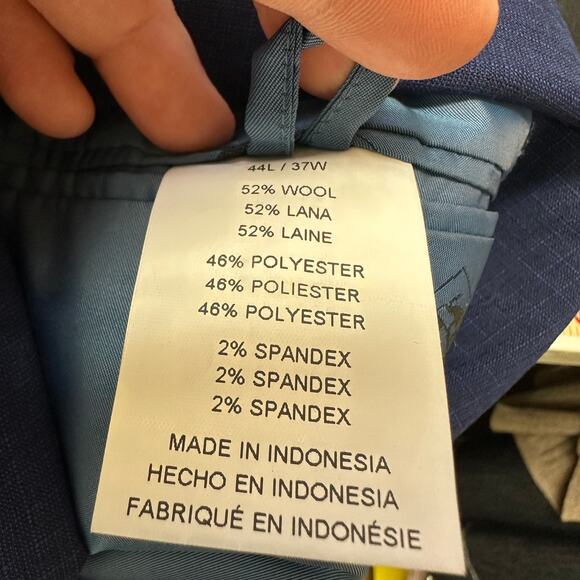 44L / 37W
52% WOOL
52% LANA
52% LAINE
46% POLYESTER
46% POLIESTER
46% POLYESTER
2% SPANDEX
2% SPANDEX
2% SPANDEX
MADE IN INDONESIA
HECHO EN INDONESIA
FABRIQUÉ EN INDONÉSIE